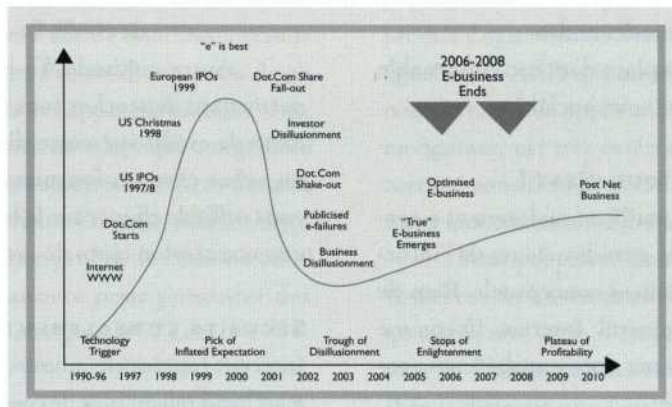 "e" is best
European IPOs
1999
Dot.Com Share
Fall-out
2006-2008
E-business
Ends
US Christmas
1998
Investor
Disillusionment
US IPOs
1997/8
Dot.Com
Shake-out
Optimised
E-business
Post Net
Business
Dot.Com
Starts
Publicised
e-failures
"True"
E-business
Emerges
Internet
WWW
Business
Disillusionment
Technology
Trigger
Pick of
Inflated Expectation
Trough of
Disillusionment
Stops of
Enlightenment
Plateau of
Profitability
1990-96 1997 1998 1999 2000 2001 2002 2003 2004 2005 2006 2007 2008 2009 2010